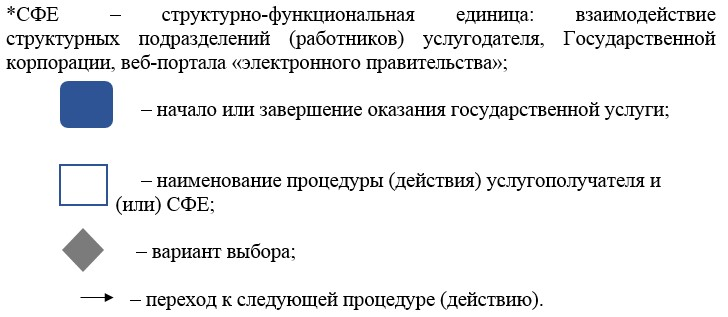 *СФЕ – структурно-функциональная единица: взаимодействие
структурных подразделений (работников) услугодателя, Государственной
корпорации, веб-портала «электронного правительства»;
– начало или завершение оказания государственной услуги;
– наименование процедуры (действия) услугополучателя и
(или) СФЕ;
– вариант выбора;
– переход к следующей процедуре (действию).